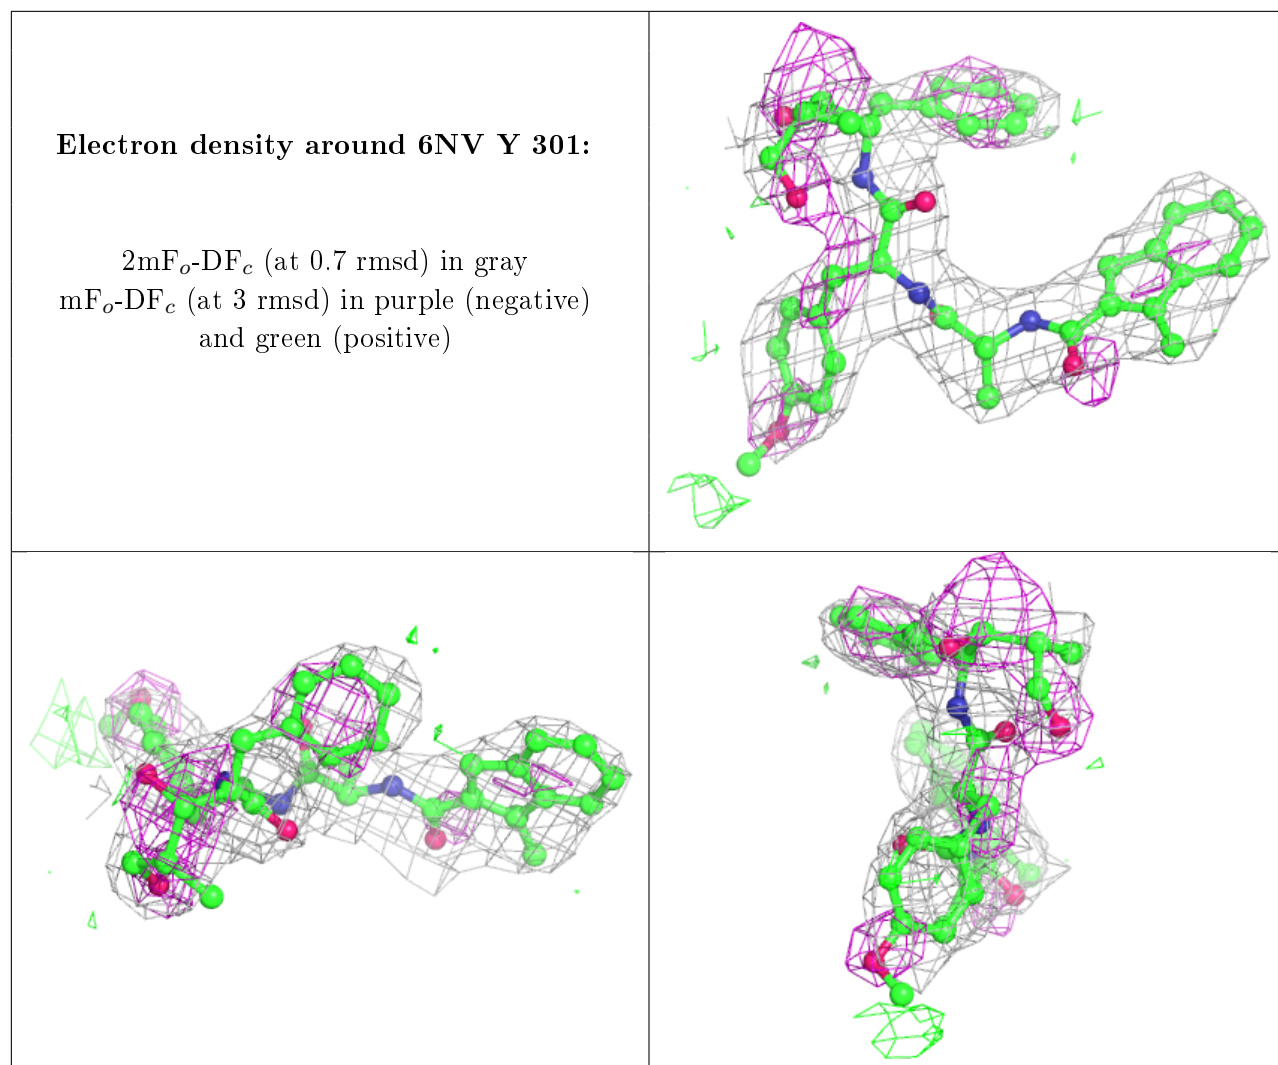 Electron density around 6NV Y 301:
2mFo-DFc (at 0.7 rmsd) in gray
mFo-DFc (at 3 rmsd) in purple (negative)
and green (positive)